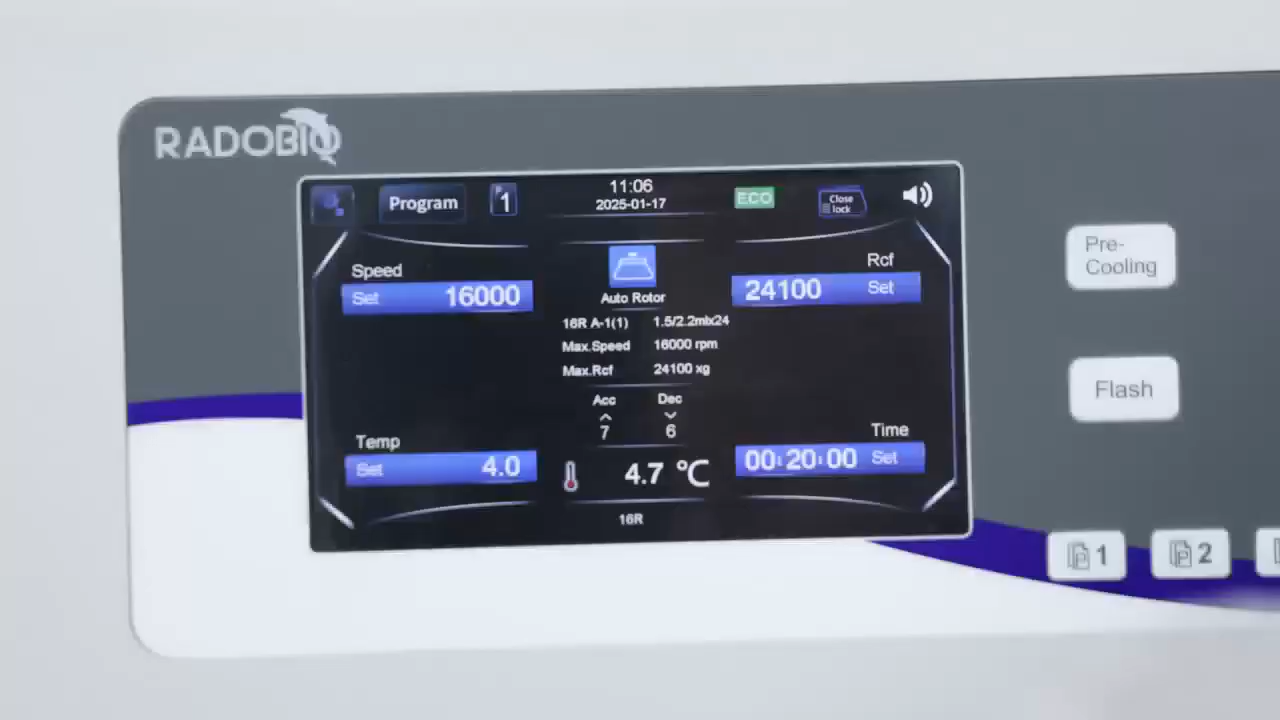 RADOBIO
Program
1
11:06
2025-01-17
ECO
Close
lock
Speed
Set 16000
Auto Rotor
Rcf
24100 Set
16R A-1(1) 1.5/2.2mlx24
Max.Speed 16000 rpm
Max.Rcf 24100 xg
Acc Dec
7 6
Temp
Set 4.0
4.7 °C
Time
00:20:00 Set
16R
Pre-
Cooling
Flash
P 1
P 2